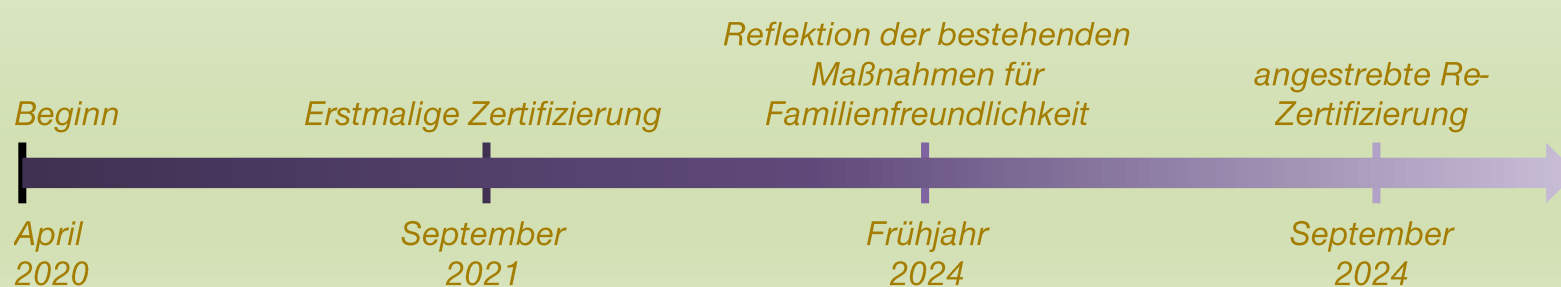 Beginn
April
2020
Erstmalige Zertifizierung
September
2021
Reflektion der bestehenden
Maßnahmen für
Familienfreundlichkeit
Frühjahr
2024
angestrebte Re-
Zertifizierung
September
2024